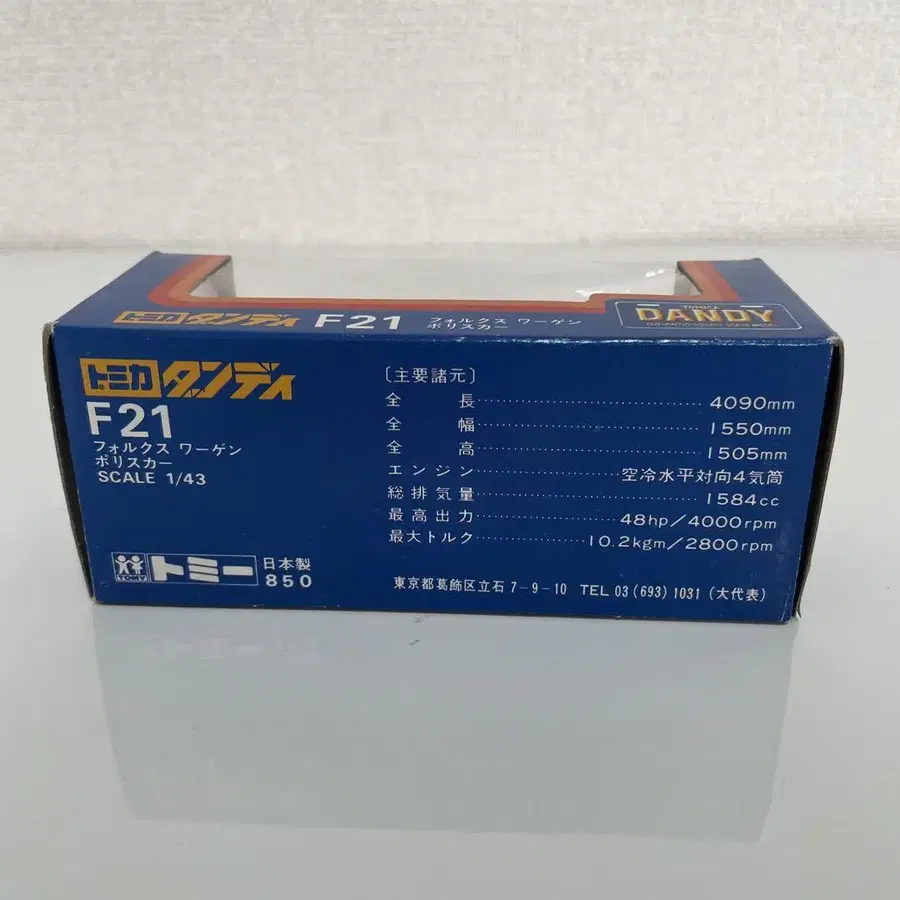 トミカ ダンディ F21 フォルクス ワーゲン
ポリスカー
TOMICA
DANDY
トミカ ダンディ
F21
フォルクス ワーゲン
ポリスカー
SCALE 1/43
TOMY トミー 日本製
850
〔主要諸元〕
全長 4090mm
全幅 1550mm
全高 1505mm
エンジン 空冷水平対向4気筒
総排気量 1584cc
最高出力 48hp/4000rpm
最大トルク 10.2kgm/2800rpm
東京都葛飾区立石7-9-10 TEL 03(693)1031(大代表)